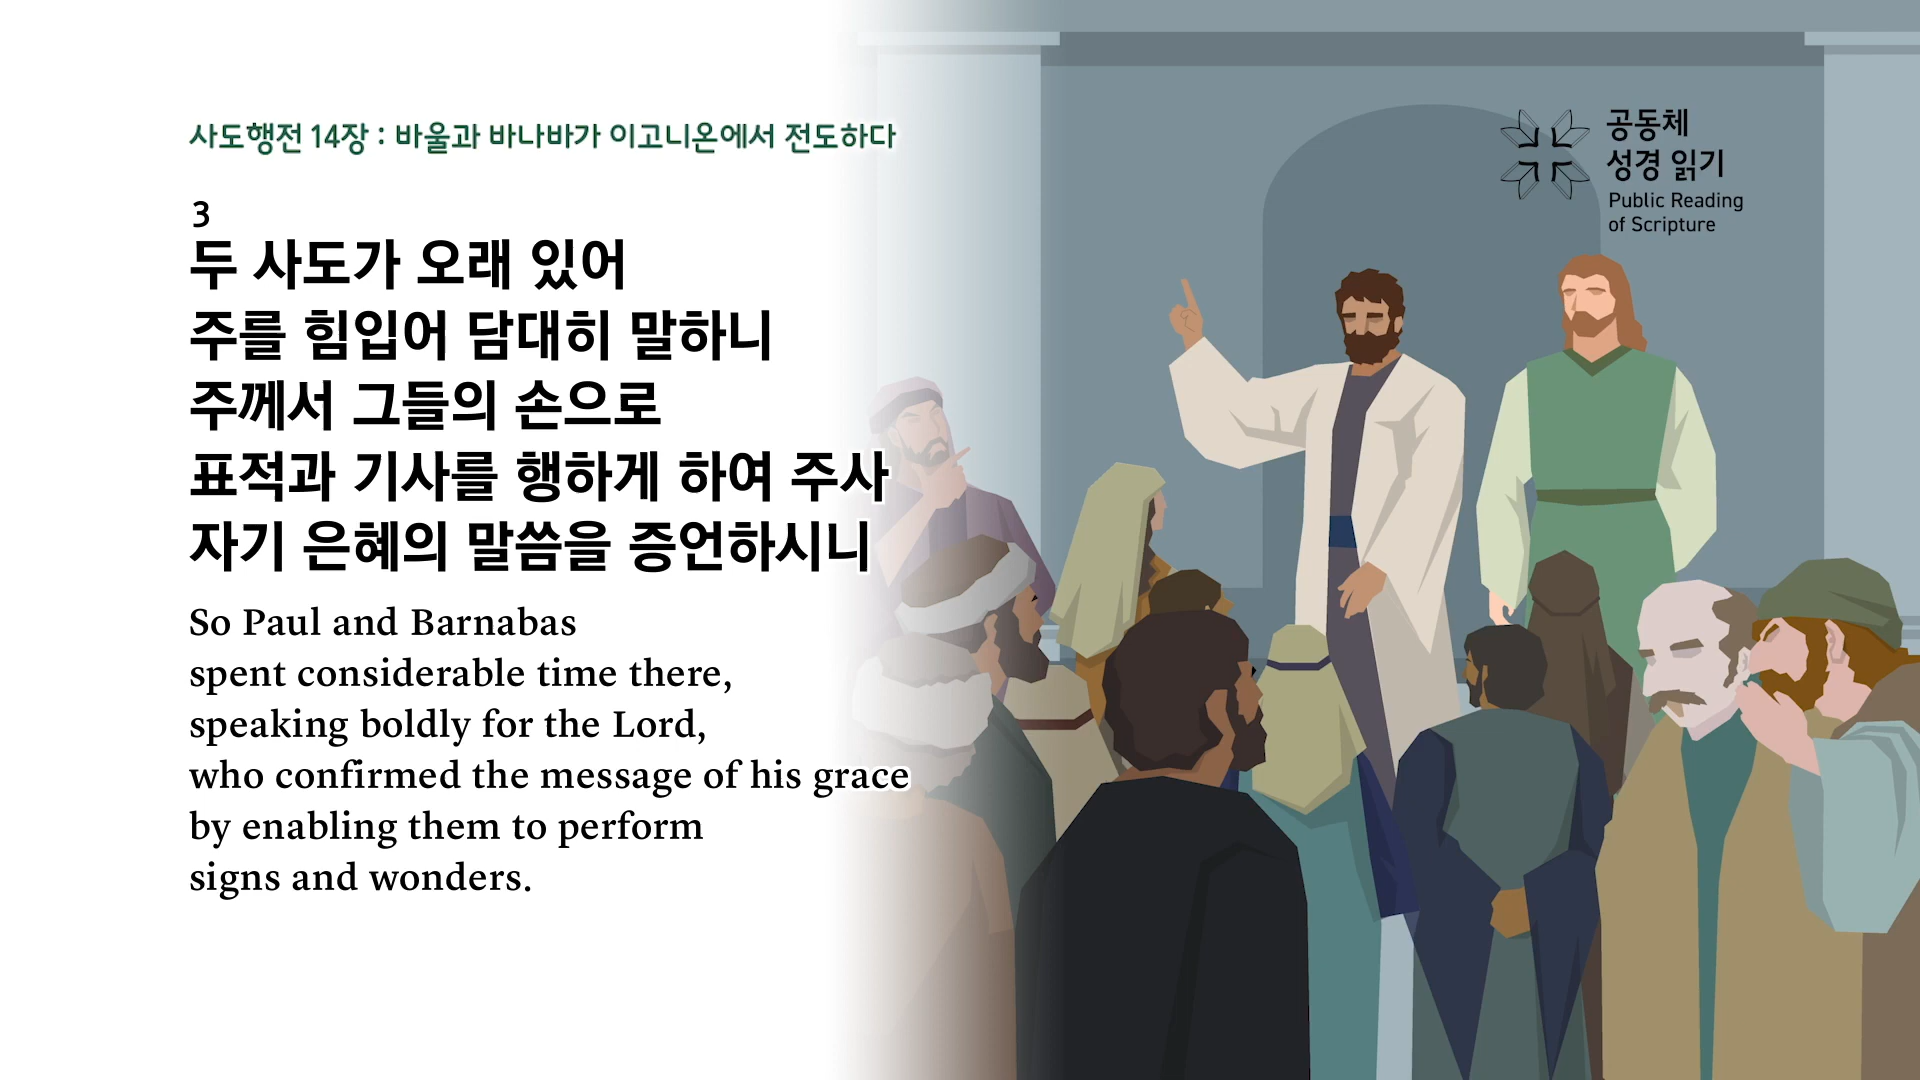 사도행전 14장 : 바울과 바나바가 이고니온에서 전도하다
3
두 사도가 오래 있어
주를 힘입어 담대히 말하니
주께서 그들의 손으로
표적과 기사를 행하게 하여 주사
자기 은혜의 말씀을 증언하시니
So Paul and Barnabas
spent considerable time there,
speaking boldly for the Lord,
who confirmed the message of his grace
by enabling them to perform
signs and wonders.
공동체
성경 읽기
Public Reading
of Scripture